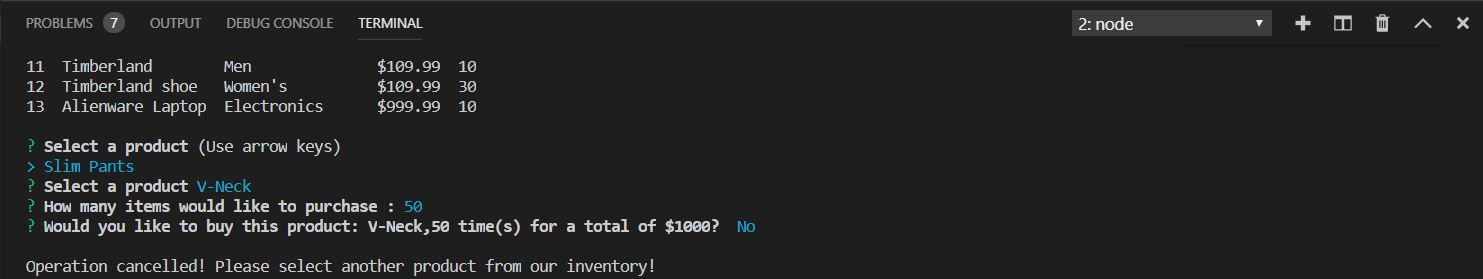 PROBLEMS 7 OUTPUT DEBUG CONSOLE TERMINAL 2: node
11 Timberland Men $109.99 10
12 Timberland shoe Women's $109.99 30
13 Alienware Laptop Electronics $999.99 10
? Select a product (Use arrow keys)
> Slim Pants
? Select a product V-Neck
? How many items would like to purchase : 50
? Would you like to buy this product: V-Neck,50 time(s) for a total of $1000? No
Operation cancelled! Please select another product from our inventory!